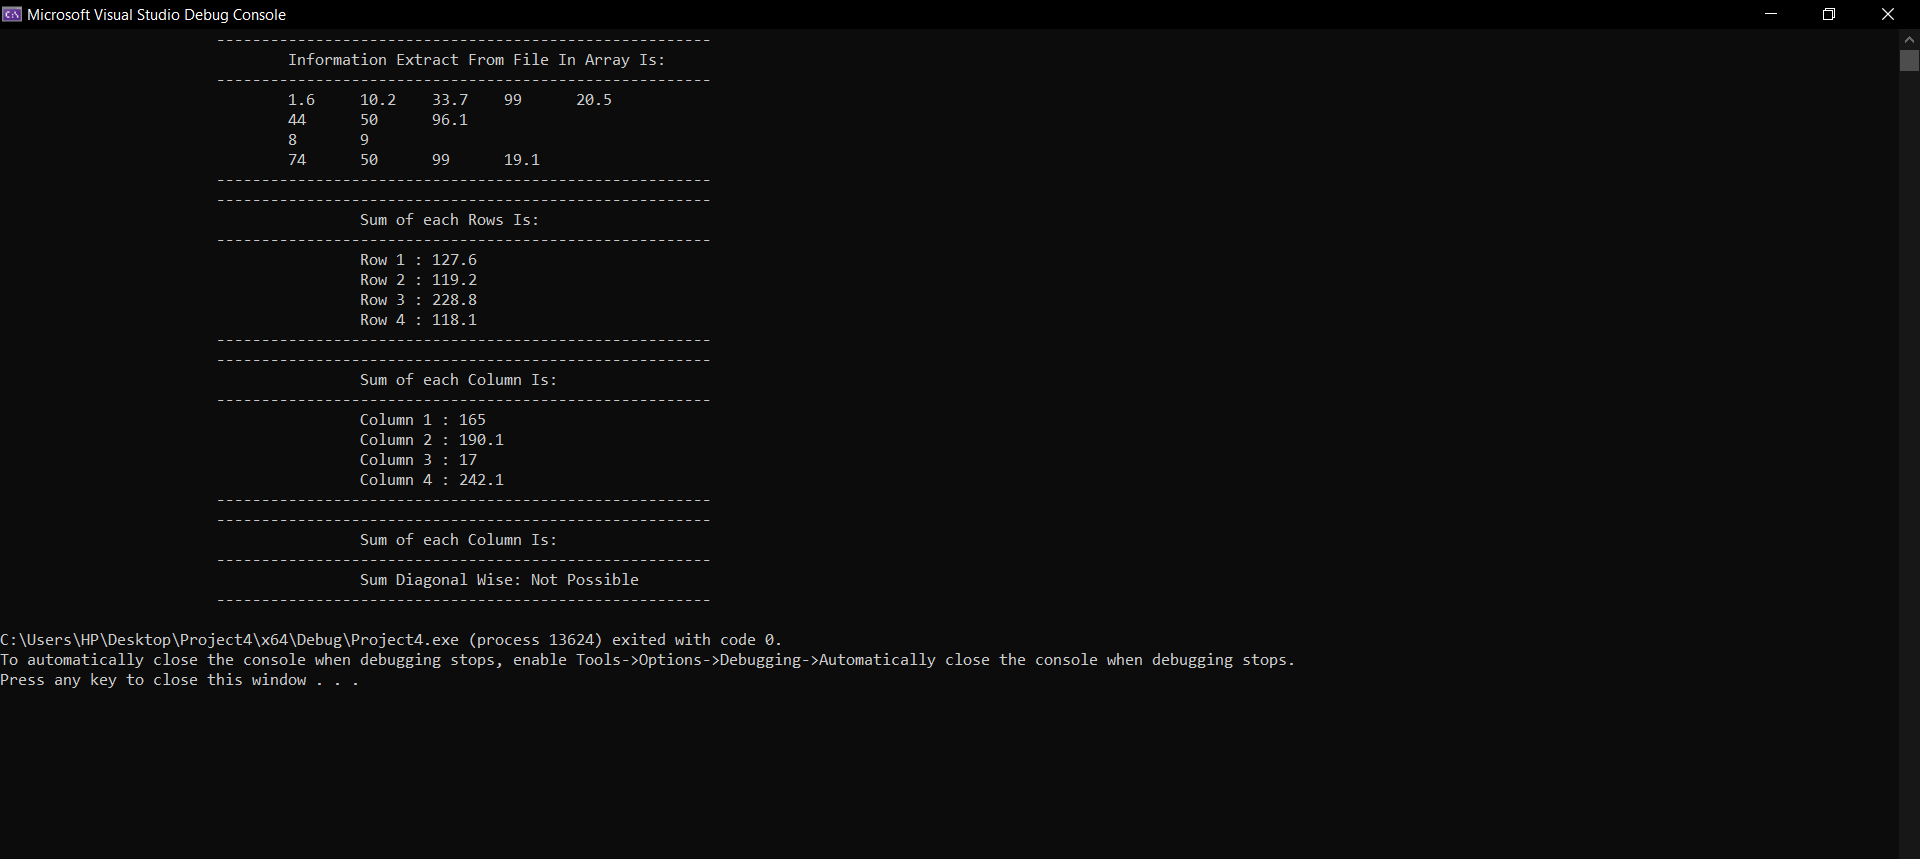 Microsoft Visual Studio Debug Console
-------------------------------------------------------
Information Extract From File In Array Is:
-------------------------------------------------------
1.6 10.2 33.7 99 20.5
44 50 96.1
8 9
74 50 99 19.1
-------------------------------------------------------
-------------------------------------------------------
Sum of each Rows Is:
-------------------------------------------------------
Row 1 : 127.6
Row 2 : 119.2
Row 3 : 228.8
Row 4 : 118.1
-------------------------------------------------------
-------------------------------------------------------
Sum of each Column Is:
-------------------------------------------------------
Column 1 : 165
Column 2 : 190.1
Column 3 : 17
Column 4 : 242.1
-------------------------------------------------------
-------------------------------------------------------
Sum of each Column Is:
-------------------------------------------------------
Sum Diagonal Wise: Not Possible
-------------------------------------------------------
C:\Users\HP\Desktop\Project4\x64\Debug\Project4.exe (process 13624) exited with code 0.
To automatically close the console when debugging stops, enable Tools->Options->Debugging->Automatically close the console when debugging stops.
Press any key to close this window . . .